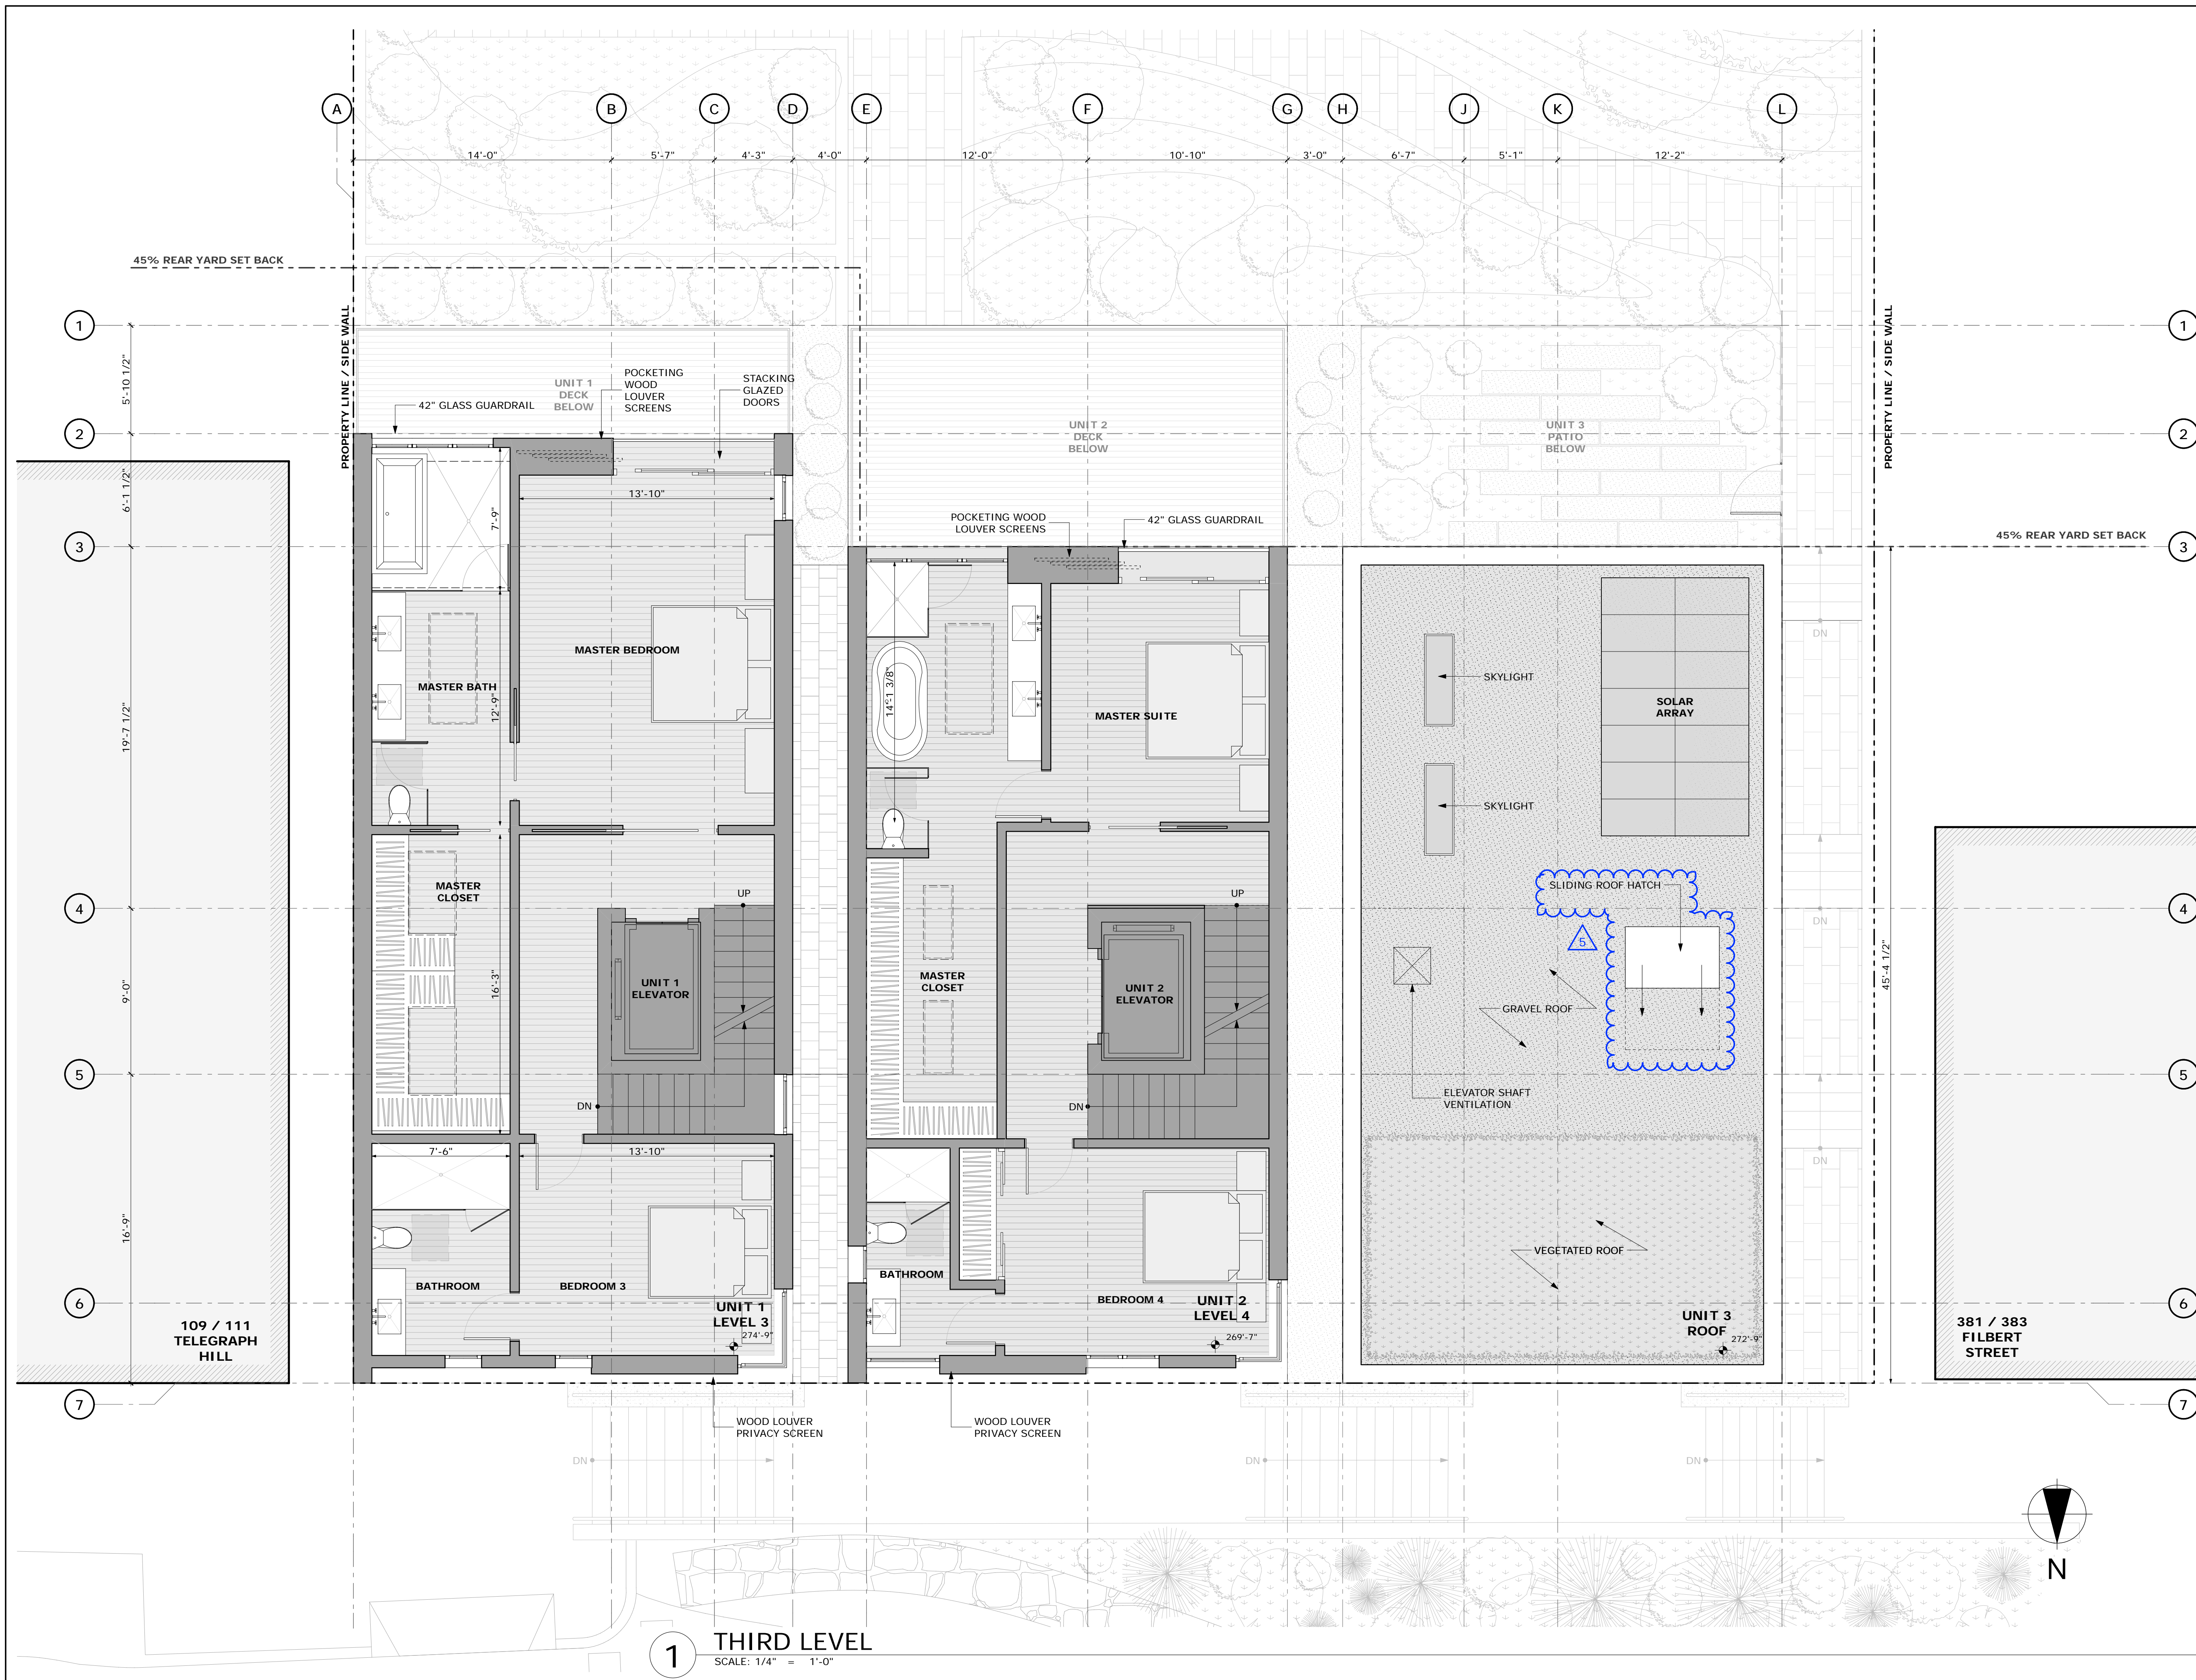 A
B
C
D
E
F
G
H
J
K
L
14'-0"
5'-7"
4'-3"
4'-0"
12'-0"
10'-10"
3'-0"
6'-7"
5'-1"
12'-2"
45% REAR YARD SET BACK
PROPERTY LINE / SIDE WALL
PROPERTY LINE / SIDE WALL
1
1
5'-10 1/2"
UNIT 1
DECK
BELOW
POCKETING
WOOD
LOUVER
SCREENS
STACKING
GLAZED
DOORS
42" GLASS GUARDRAIL
2
2
UNIT 2
DECK
BELOW
UNIT 3
PATIO
BELOW
6'-1 1/2"
13'-10"
7'-9"
POCKETING WOOD
LOUVER SCREENS
42" GLASS GUARDRAIL
45% REAR YARD SET BACK
3
3
19'-7 1/2"
MASTER BEDROOM
MASTER BATH
12'-9"
14'-1 3/8"
MASTER SUITE
SKYLIGHT
SOLAR
ARRAY
SKYLIGHT
DN
MASTER
CLOSET
UP
UP
SLIDING ROOF HATCH
4
4
DN
5
9'-0"
16'-3"
UNIT 1
ELEVATOR
MASTER
CLOSET
UNIT 2
ELEVATOR
GRAVEL ROOF
45'-4 1/2"
5
5
DN
DN
ELEVATOR SHAFT
VENTILATION
DN
7'-6"
13'-10"
16'-9"
VEGETATED ROOF
BATHROOM
BEDROOM 3
BATHROOM
BEDROOM 4
6
6
UNIT 1
LEVEL 3
274'-9"
UNIT 2
LEVEL 4
269'-7"
UNIT 3
ROOF
272'-9"
109 / 111
TELEGRAPH
HILL
381 / 383
FILBERT
STREET
7
7
WOOD LOUVER
PRIVACY SCREEN
WOOD LOUVER
PRIVACY SCREEN
DN
DN
DN
N
1
THIRD LEVEL
SCALE: 1/4" = 1'-0"